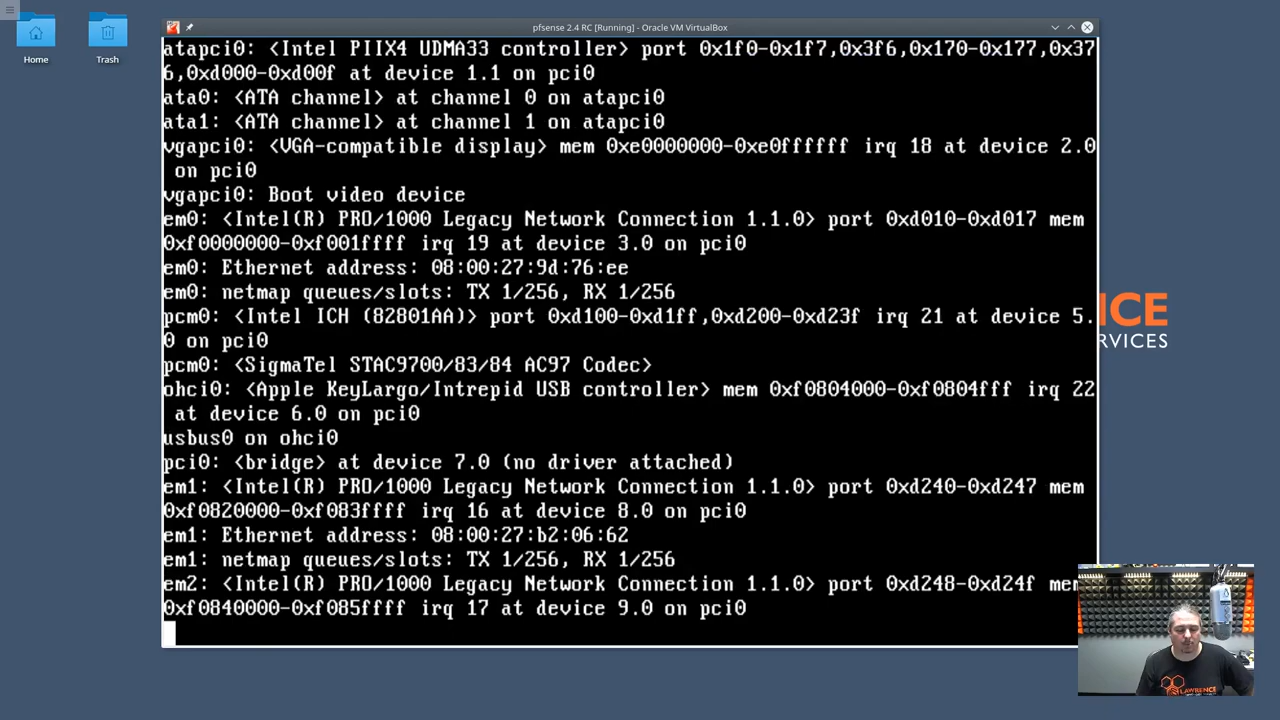 pfsense 2.4 RC [Running] - Oracle VM VirtualBox
Home
Trash
atapci0: <Intel PIIX4 UDMA33 controller> port 0x1f0-0x1f7,0x3f6,0x170-0x177,0x37
6,0xd000-0xd00f at device 1.1 on pci0
ata0: <ATA channel> at channel 0 on atapci0
ata1: <ATA channel> at channel 1 on atapci0
vgapci0: <VGA-compatible display> mem 0xe0000000-0xe0ffffff irq 18 at device 2.0
on pci0
vgapci0: Boot video device
em0: <Intel(R) PRO/1000 Legacy Network Connection 1.1.0> port 0xd010-0xd017 mem
0xf0000000-0xf001ffff irq 19 at device 3.0 on pci0
em0: Ethernet address: 08:00:27:9d:76:ee
em0: netmap queues/slots: TX 1/256, RX 1/256
pcm0: <Intel ICH (82801AA)> port 0xd100-0xd1ff,0xd200-0xd23f irq 21 at device 5.
0 on pci0
pcm0: <SigmaTel STAC9700/83/84 AC97 Codec>
ohci0: <Apple KeyLargo/Intrepid USB controller> mem 0xf0804000-0xf0804fff irq 22
at device 6.0 on pci0
usbus0 on ohci0
pci0: <bridge> at device 7.0 (no driver attached)
em1: <Intel(R) PRO/1000 Legacy Network Connection 1.1.0> port 0xd240-0xd247 mem
0xf0820000-0xf083ffff irq 16 at device 8.0 on pci0
em1: Ethernet address: 08:00:27:b2:06:62
em1: netmap queues/slots: TX 1/256, RX 1/256
em2: <Intel(R) PRO/1000 Legacy Network Connection 1.1.0> port 0xd248-0xd24f mem
0xf0840000-0xf085ffff irq 17 at device 9.0 on pci0
ICE
SERVICES
LAWRENCE